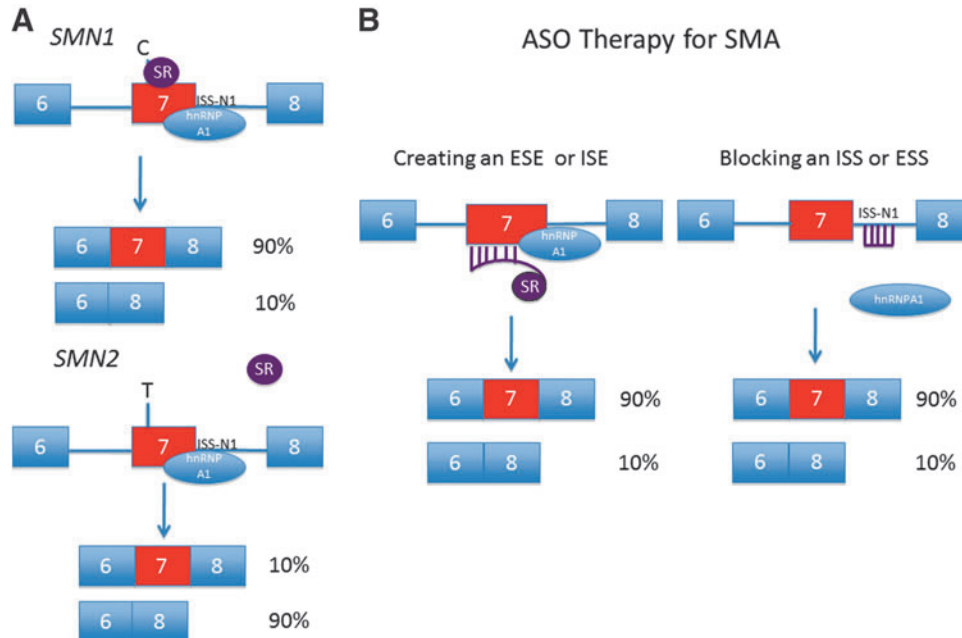 A
SMN1
C
SR
6
7
ISS-N1
8
hnRNP
A1
6 7 8 90%
6 8 10%
SMN2
SR
T
6
7
ISS-N1
8
hnRNP
A1
6 7 8 10%
6 8 90%
B
ASO Therapy for SMA
Creating an ESE or ISE
6
7
8
hnRNP
A1
SR
6 7 8 90%
6 8 10%
Blocking an ISS or ESS
6
7
ISS-N1
8
hnRNPA1
6 7 8 90%
6 8 10%